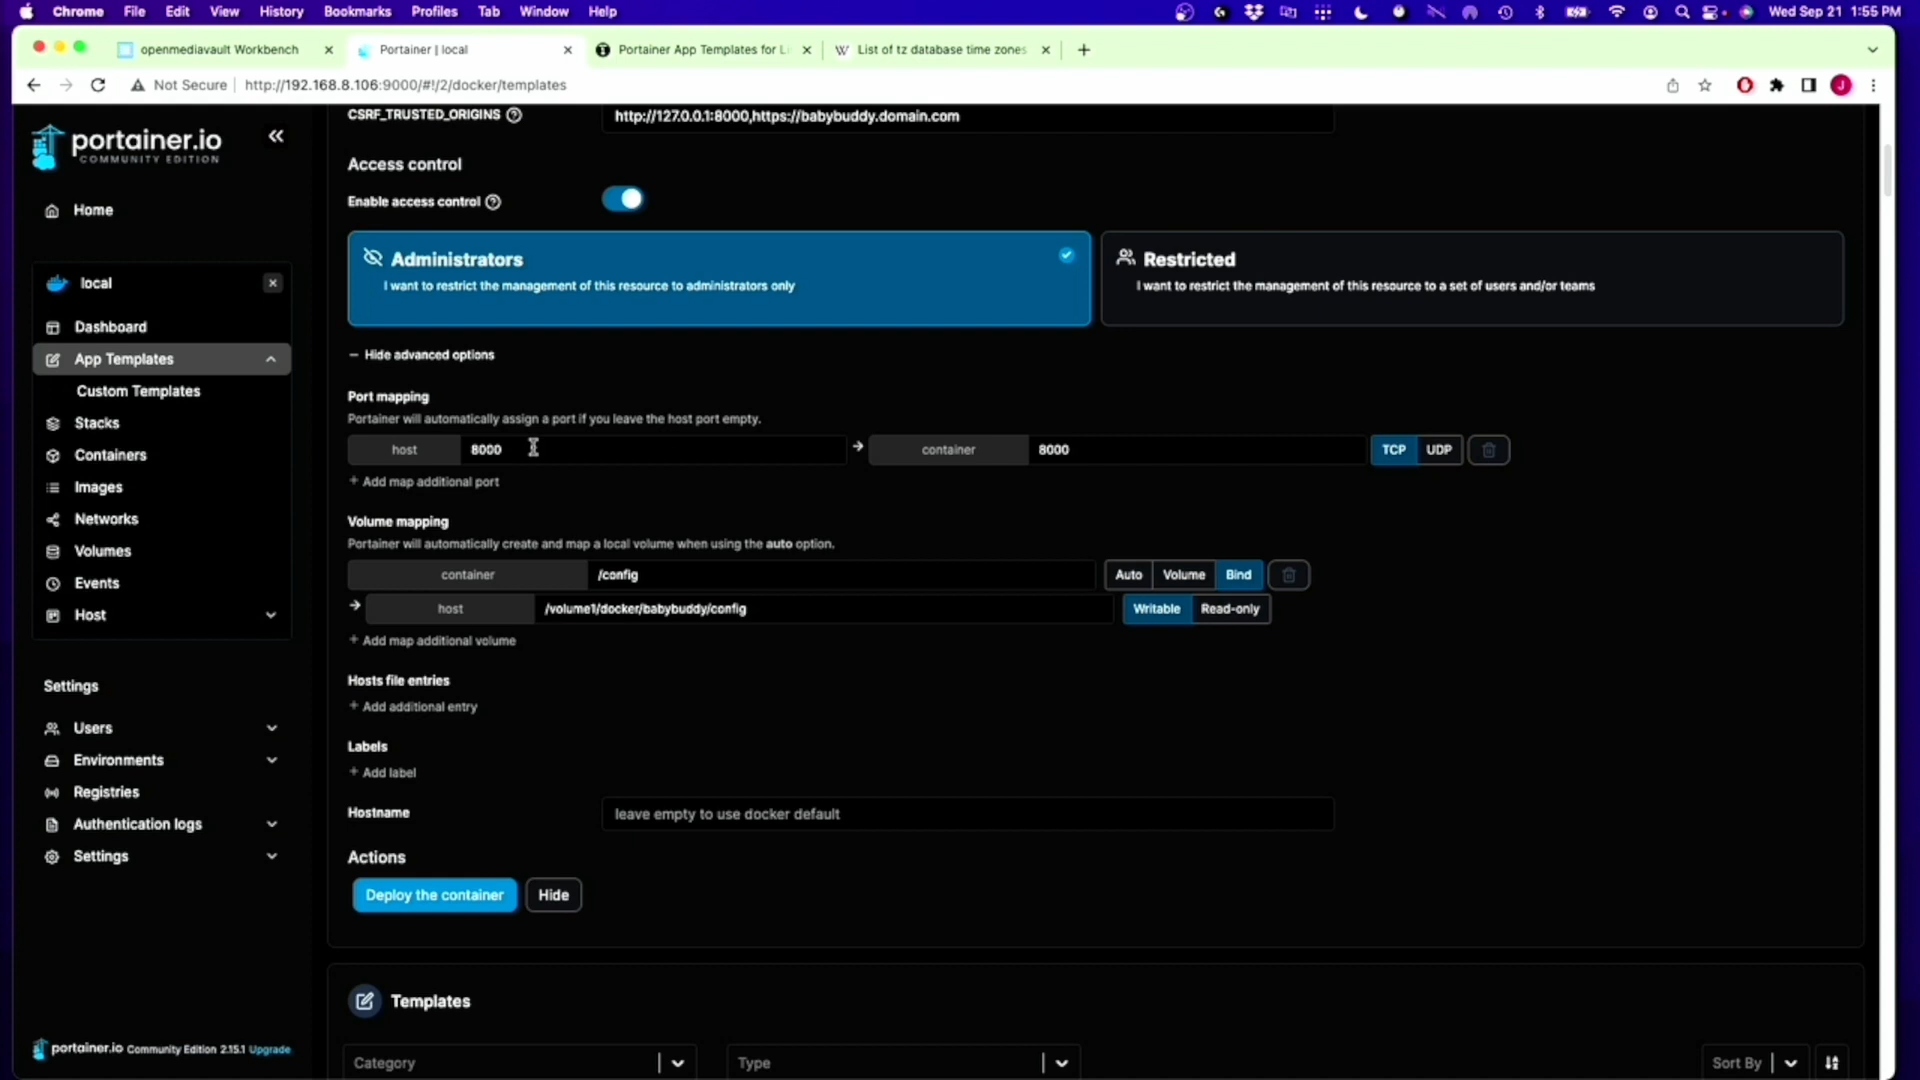 Chrome File Edit View History Bookmarks Profiles Tab Window Help
Wed Sep 21 1:55 PM
openmediavault Workbench
Portainer | local
Portainer App Templates for Li
List of tz database time zones
Not Secure http://192.168.8.106:9000/#!/2/docker/templates
portainer.io
COMMUNITY EDITION
Home
local
Dashboard
App Templates
Custom Templates
Stacks
Containers
Images
Networks
Volumes
Events
Host
Settings
Users
Environments
Registries
Authentication logs
Settings
portainer.io Community Edition 2.15.1 Upgrade
CSRF_TRUSTED_ORIGINS
http://127.0.0.1:8000,https://babybuddy.domain.com
Access control
Enable access control
Administrators
I want to restrict the management of this resource to administrators only
Restricted
I want to restrict the management of this resource to a set of users and/or teams
Hide advanced options
Port mapping
Portainer will automatically assign a port if you leave the host port empty.
host 8000 → container 8000 TCP UDP
+ Add map additional port
Volume mapping
Portainer will automatically create and map a local volume when using the auto option.
container /config Auto Volume Bind
→ host /volume1/docker/babybuddy/config Writable Read-only
+ Add map additional volume
Hosts file entries
+ Add additional entry
Labels
+ Add label
Hostname leave empty to use docker default
Actions
Deploy the container Hide
Templates
Category Type Sort By